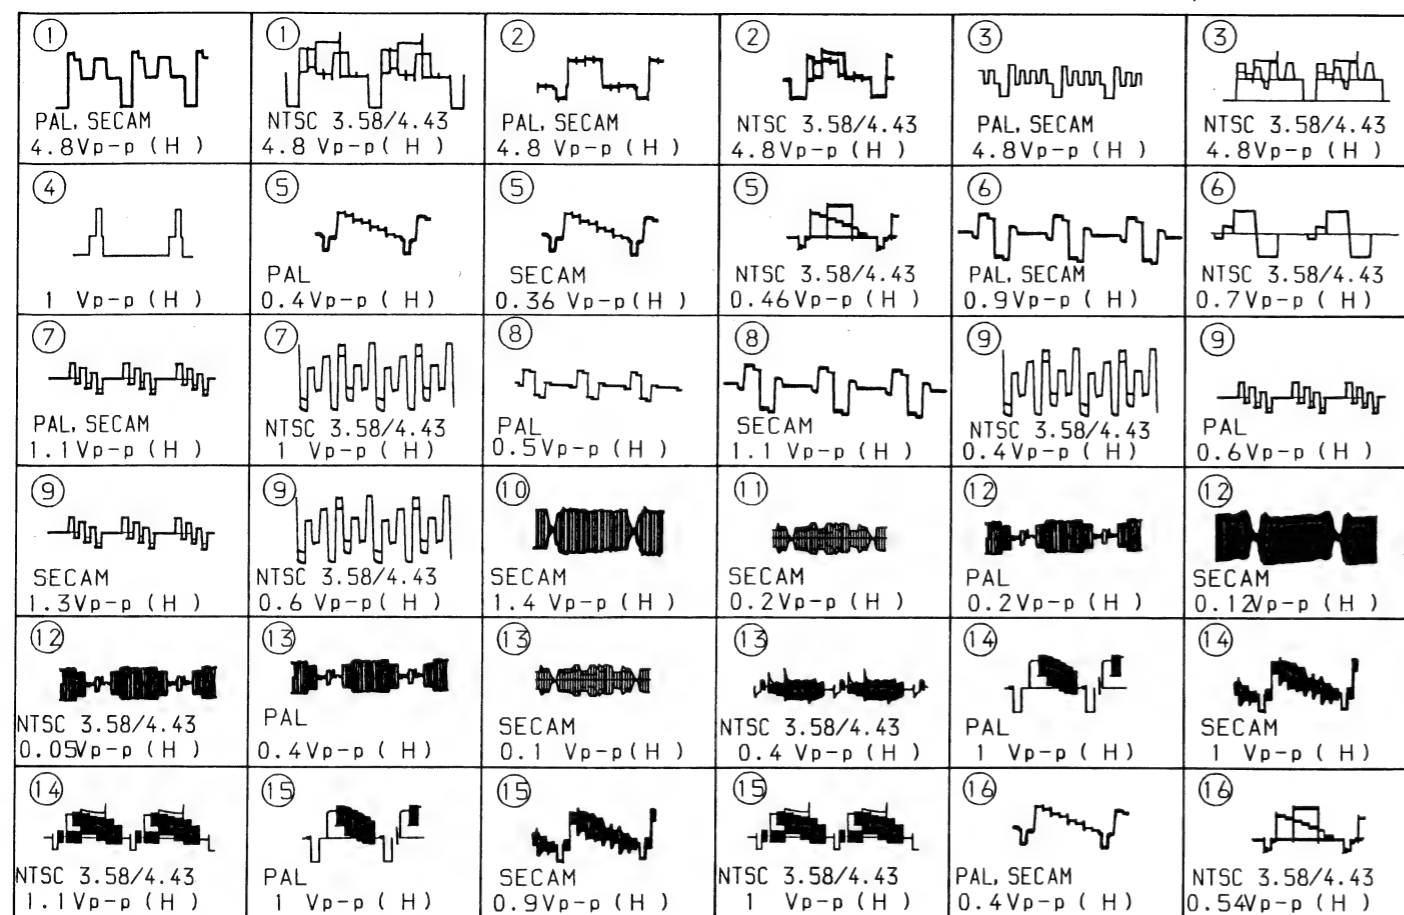 ①
PAL, SECAM
4.8Vp-p (H)
①
NTSC 3.58/4.43
4.8 Vp-p(H)
②
PAL, SECAM
4.8 Vp-p (H)
②
NTSC 3.58/4.43
4.8Vp-p (H)
③
PAL, SECAM
4.8Vp-p (H)
③
NTSC 3.58/4.43
4.8Vp-p (H)
④
1 Vp-p (H)
⑤
PAL
0.4Vp-p (H)
⑤
SECAM
0.36 Vp-p(H)
⑤
NTSC 3.58/4.43
0.46Vp-p (H)
⑥
PAL, SECAM
0.9Vp-p (H)
⑥
NTSC 3.58/4.43
0.7Vp-p (H)
⑦
PAL, SECAM
1.1Vp-p (H)
⑦
NTSC 3.58/4.43
1 Vp-p (H)
⑧
PAL
0.5Vp-p (H)
⑧
SECAM
1.1 Vp-p (H)
⑨
NTSC 3.58/4.43
0.4Vp-p (H)
⑨
PAL
0.6Vp-p (H)
⑨
SECAM
1.3Vp-p (H)
⑨
NTSC 3.58/4.43
0.6 Vp-p(H)
⑩
SECAM
1.4 Vp-p (H)
⑪
SECAM
0.2Vp-p (H)
⑫
PAL
0.2Vp-p (H)
⑫
SECAM
0.12Vp-p (H)
⑫
NTSC 3.58/4.43
0.05Vp-p (H)
⑬
PAL
0.4Vp-p (H)
⑬
SECAM
0.1 Vp-p(H)
⑬
NTSC 3.58/4.43
0.4 Vp-p (H)
⑭
PAL
1 Vp-p (H)
⑭
SECAM
1 Vp-p (H)
⑭
NTSC 3.58/4.43
1.1Vp-p (H)
⑮
PAL
1 Vp-p (H)
⑮
SECAM
0.9Vp-p (H)
⑮
NTSC 3.58/4.43
1 Vp-p (H)
⑯
PAL, SECAM
0.4Vp-p (H)
⑯
NTSC 3.58/4.43
0.54Vp-p (H)